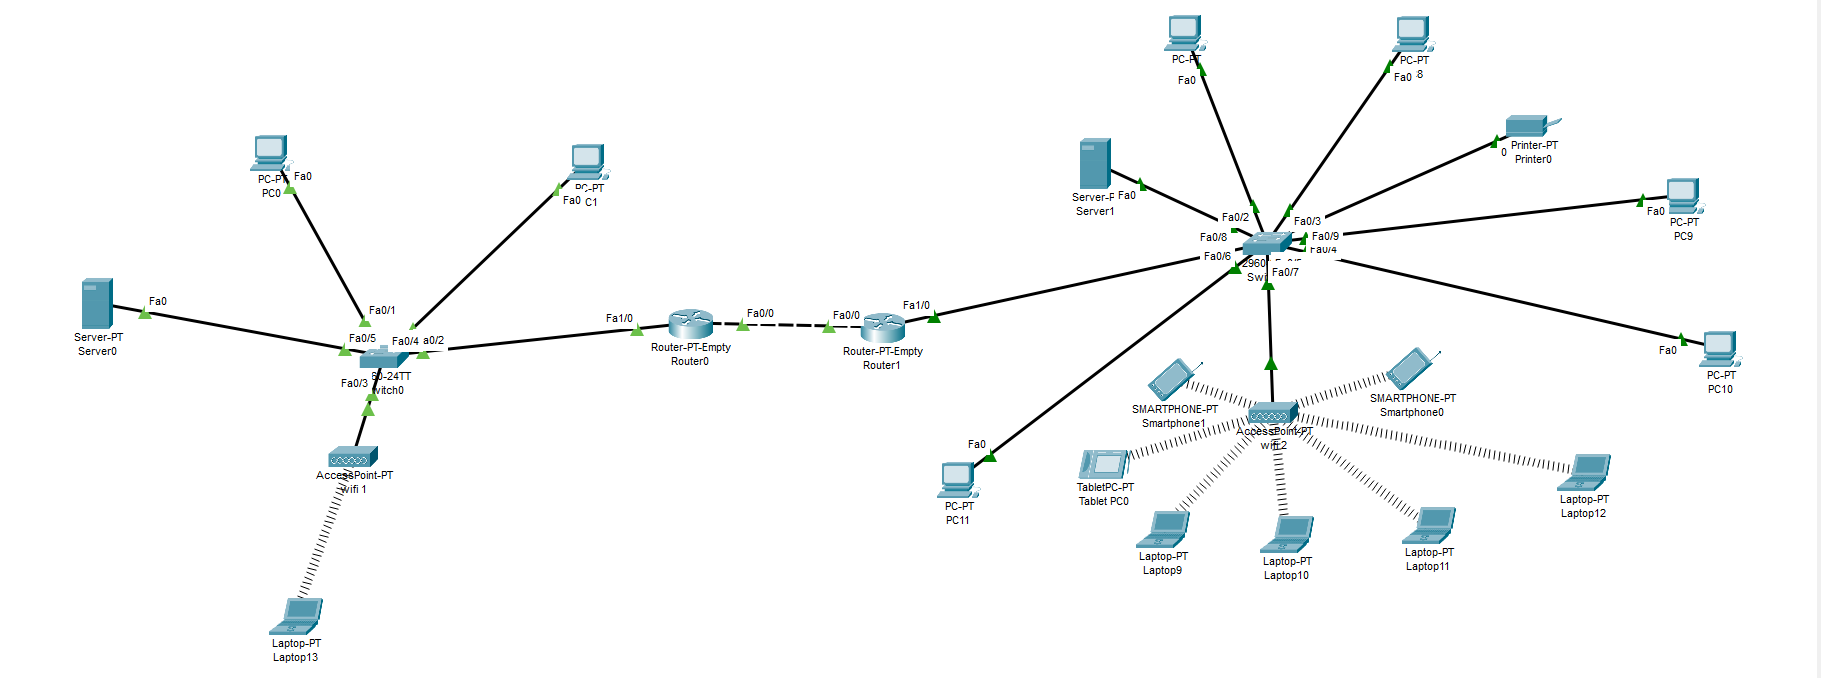 PC-PT
Fa0
PC-PT
8
Fa0
Printer-PT
Printer0
0
Server-P
Server1
Fa0
PC-PT
PC0
Fa0
PC-PT
C1
Fa0
PC-PT
PC9
Fa0
Fa0/2
Fa0/3
Fa0/8
Fa0/9
Fa0/4
Fa0/6
2960
Swi
Fa0/7
Server-PT
Server0
Fa0
Fa0/1
Fa0/5
Fa0/4
a0/2
0-24TT
witch0
Fa0/3
Fa1/0
Fa0/0
Router-PT-Empty
Router0
Fa0/0
Fa1/0
Router-PT-Empty
Router1
Fa0
PC-PT
PC10
SMARTPHONE-PT
Smartphone1
SMARTPHONE-PT
Smartphone0
AccessPoint-PT
wifi 2
AccessPoint-PT
wifi 1
Fa0
PC-PT
PC11
TabletPC-PT
Tablet PC0
Laptop-PT
Laptop12
Laptop-PT
Laptop9
Laptop-PT
Laptop10
Laptop-PT
Laptop11
Laptop-PT
Laptop13